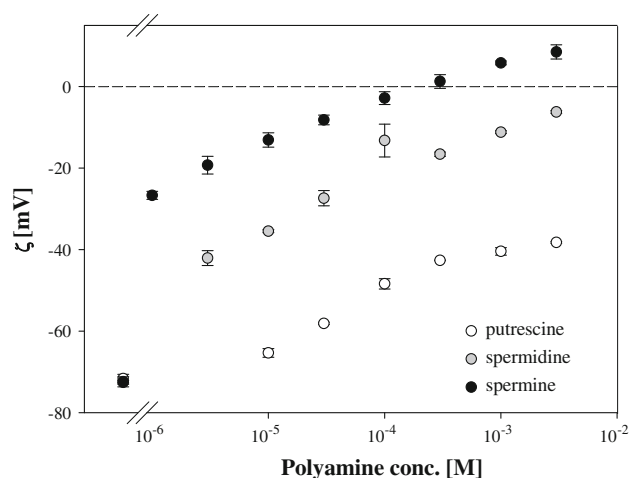 0
-20
-40
-60
-80
ζ [mV]
putrescine
spermidine
spermine
10⁻⁶
10⁻⁵
10⁻⁴
10⁻³
10⁻²
Polyamine conc. [M]